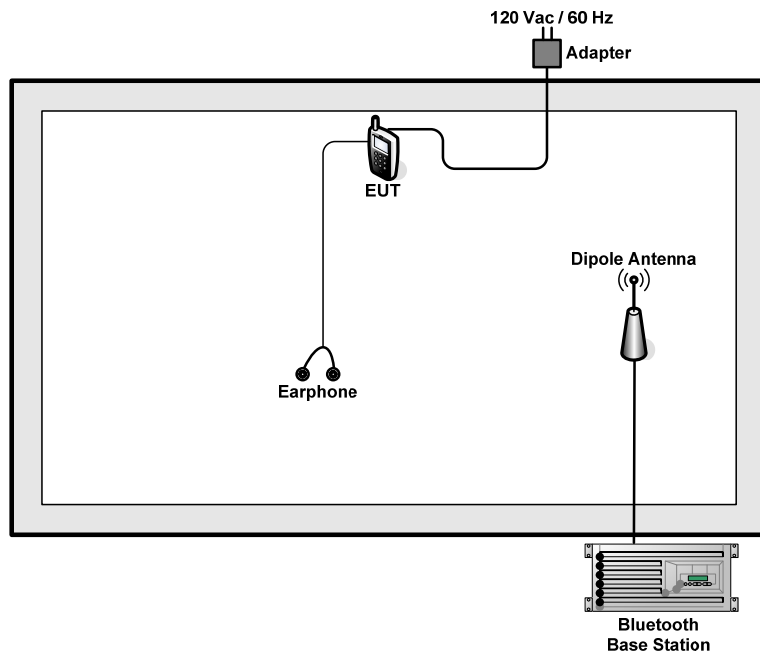 120 Vac / 60 Hz
Adapter
EUT
Dipole Antenna
Earphone
Bluetooth
Base Station